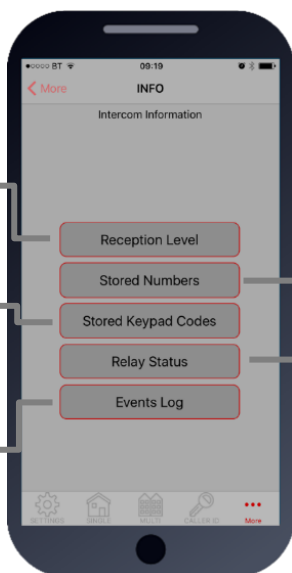 BT 09:19
More INFO
Intercom Information
Reception Level
Stored Numbers
Stored Keypad Codes
Relay Status
Events Log
SETTINGS SINGLE MULTI CALLER ID More